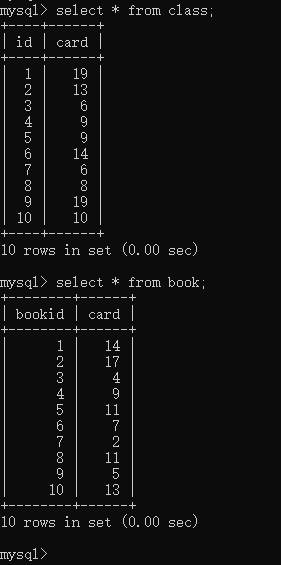 mysql> select * from class;
+----+------+
| id | card |
+----+------+
|  1 |   19 |
|  2 |   13 |
|  3 |    6 |
|  4 |    9 |
|  5 |    9 |
|  6 |   14 |
|  7 |    6 |
|  8 |    8 |
|  9 |   19 |
| 10 |   10 |
+----+------+
10 rows in set (0.00 sec)

mysql> select * from book;
+--------+------+
| bookid | card |
+--------+------+
|      1 |   14 |
|      2 |   17 |
|      3 |    4 |
|      4 |    9 |
|      5 |   11 |
|      6 |    7 |
|      7 |    2 |
|      8 |   11 |
|      9 |    5 |
|     10 |   13 |
+--------+------+
10 rows in set (0.00 sec)

mysql>